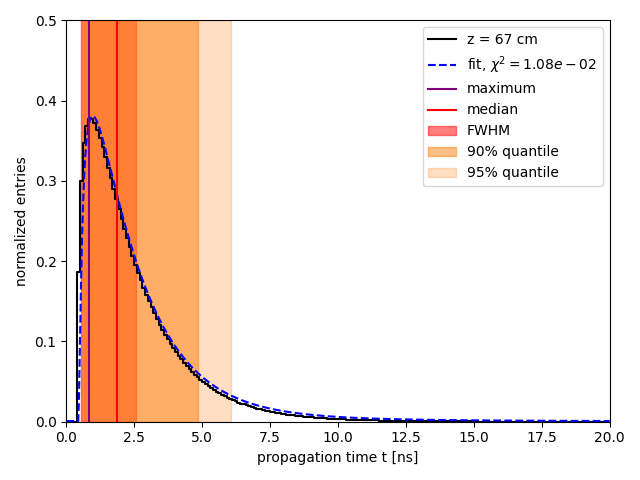 0.5
0.4
0.3
0.2
0.1
0.0
normalized entries
z = 67 cm
fit, χ² = 1.08e − 02
maximum
median
FWHM
90% quantile
95% quantile
0.0 2.5 5.0 7.5 10.0 12.5 15.0 17.5 20.0
propagation time t [ns]